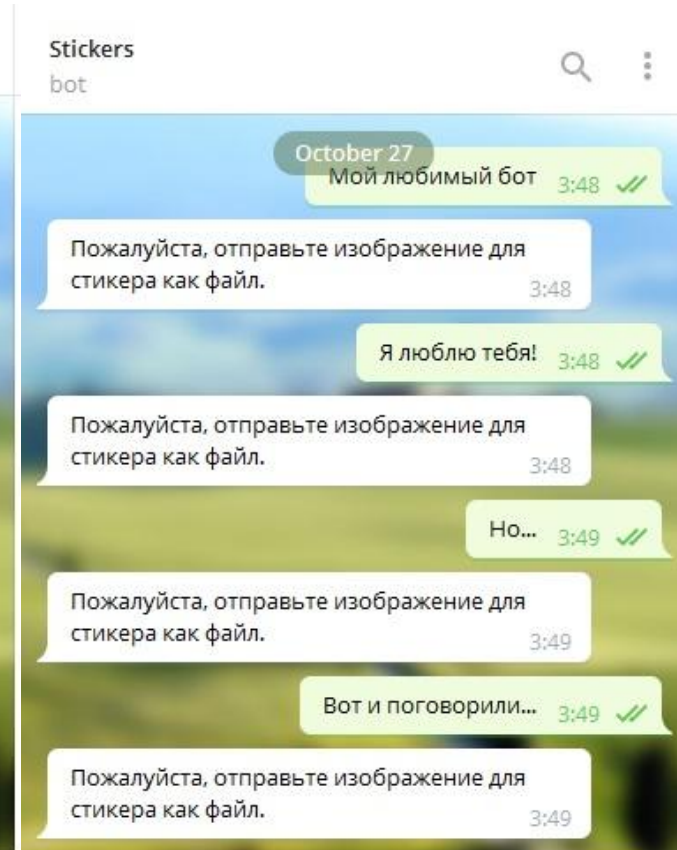 Stickers
bot
October 27
Мой любимый бот 3:48
Пожалуйста, отправьте изображение для
стикера как файл. 3:48
Я люблю тебя! 3:48
Пожалуйста, отправьте изображение для
стикера как файл. 3:48
Но... 3:49
Пожалуйста, отправьте изображение для
стикера как файл. 3:49
Вот и поговорили... 3:49
Пожалуйста, отправьте изображение для
стикера как файл. 3:49